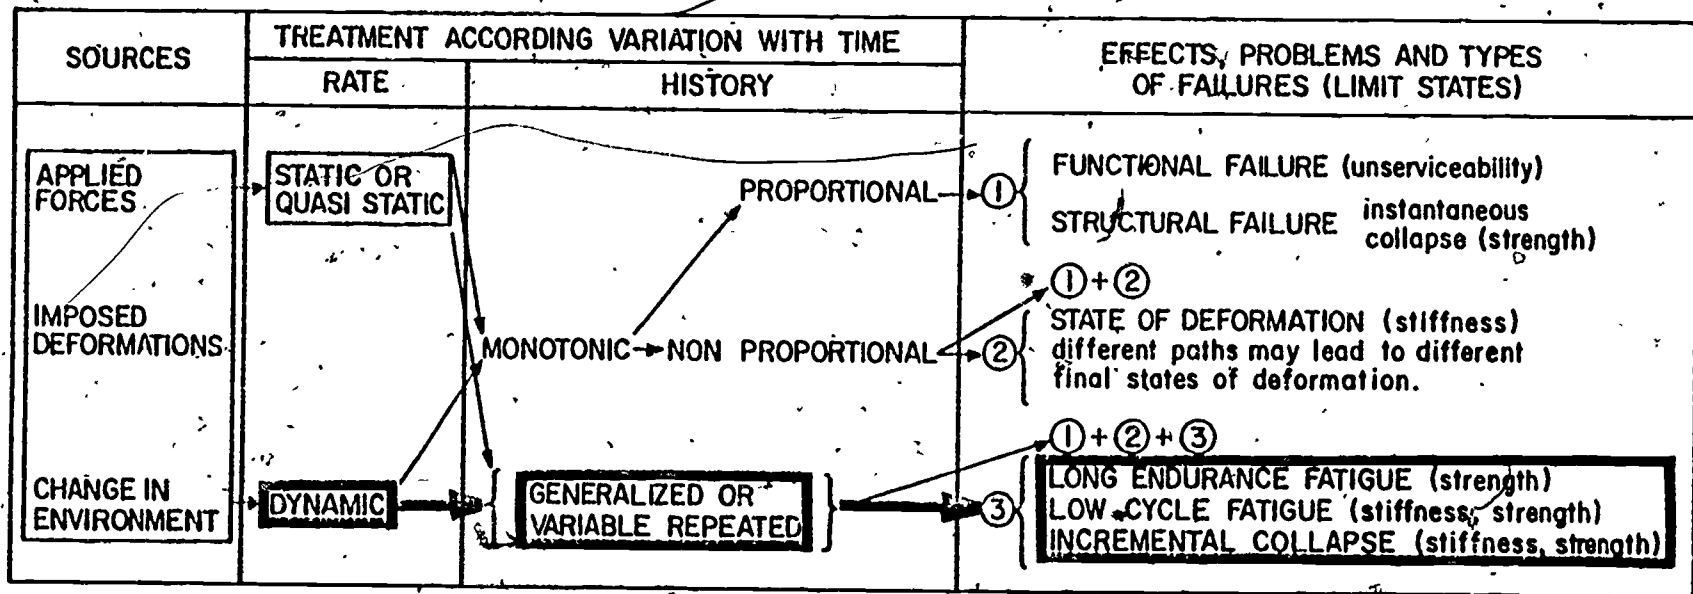 SOURCES
TREATMENT ACCORDING VARIATION WITH TIME
RATE
HISTORY
EFFECTS, PROBLEMS AND TYPES
OF FAILURES (LIMIT STATES)
APPLIED
FORCES
IMPOSED
DEFORMATIONS
CHANGE IN
ENVIRONMENT
STATIC OR
QUASI STATIC
DYNAMIC
MONOTONIC
PROPORTIONAL
NON PROPORTIONAL
GENERALIZED OR
VARIABLE REPEATED
①
FUNCTIONAL FAILURE (unserviceability)
STRUCTURAL FAILURE instantaneous
collapse (strength)
①+②
②
STATE OF DEFORMATION (stiffness)
different paths may lead to different
final states of deformation.
①+②+③
③
LONG ENDURANCE FATIGUE (strength)
LOW CYCLE FATIGUE (stiffness, strength)
INCREMENTAL COLLAPSE (stiffness, strength)